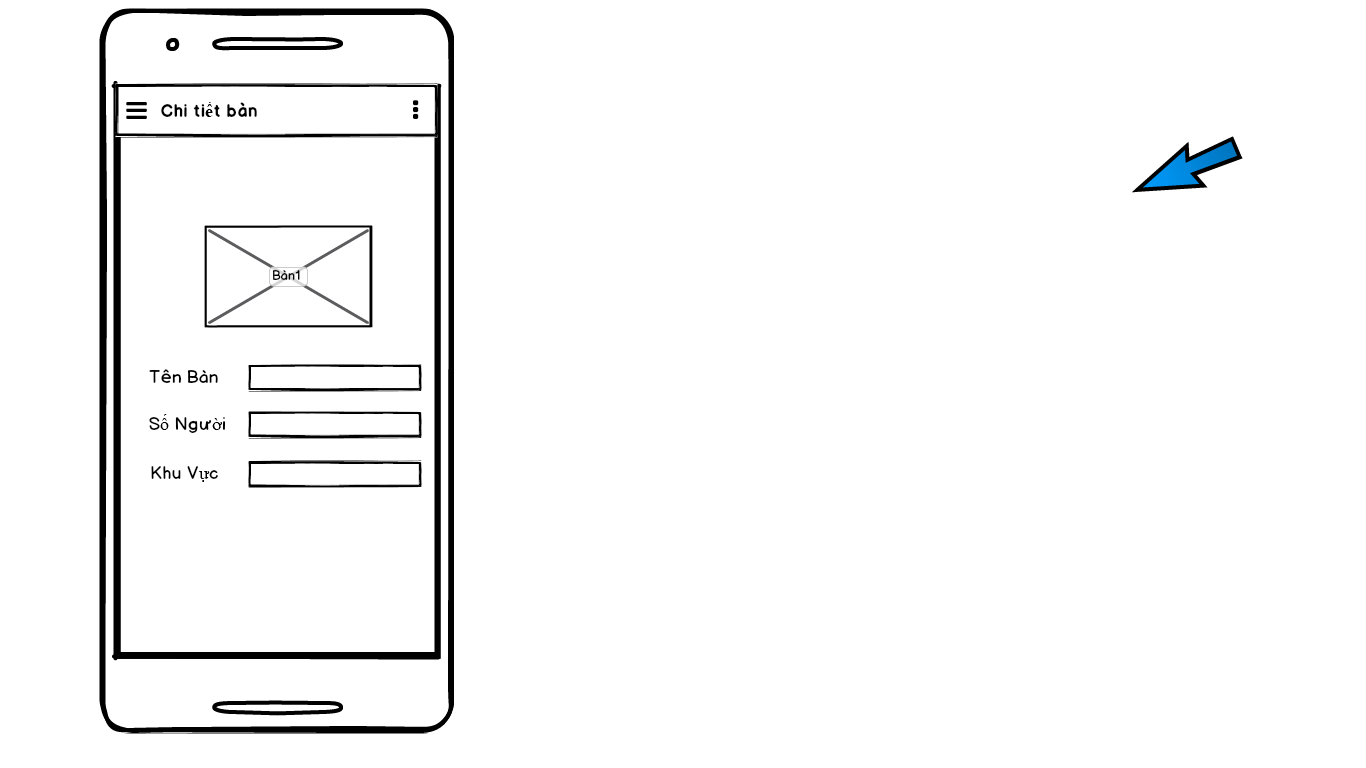 Chi tiết bàn
Bàn1
Tên Bàn
Số Người
Khu Vực